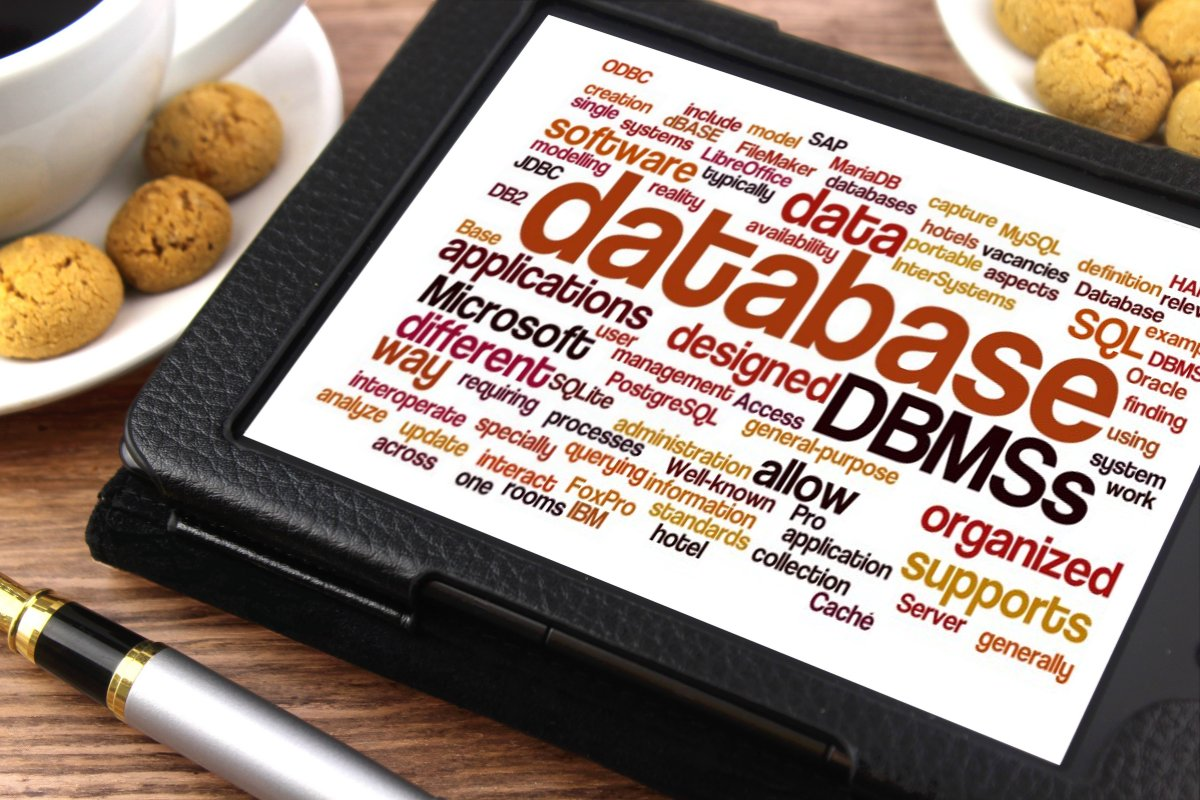 ODBC
creation include model SAP
single systems dBASE FileMaker MariaDB
software LibreOffice databases
modelling typically data capture MySQL
JDBC reality hotels vacancies definition
DB2 database availability portable aspects Database
Base InterSystems SQL
applications DBMS
Microsoft user designed Oracle
different management finding
way SQLite PostgreSQL Access DBMSs using
interoperate requiring processes general-purpose system
analyze update specially administration allow work
across querying Well-known
interact information Pro organized
one rooms FoxPro standards application supports
IBM hotel collection Server
Caché generally